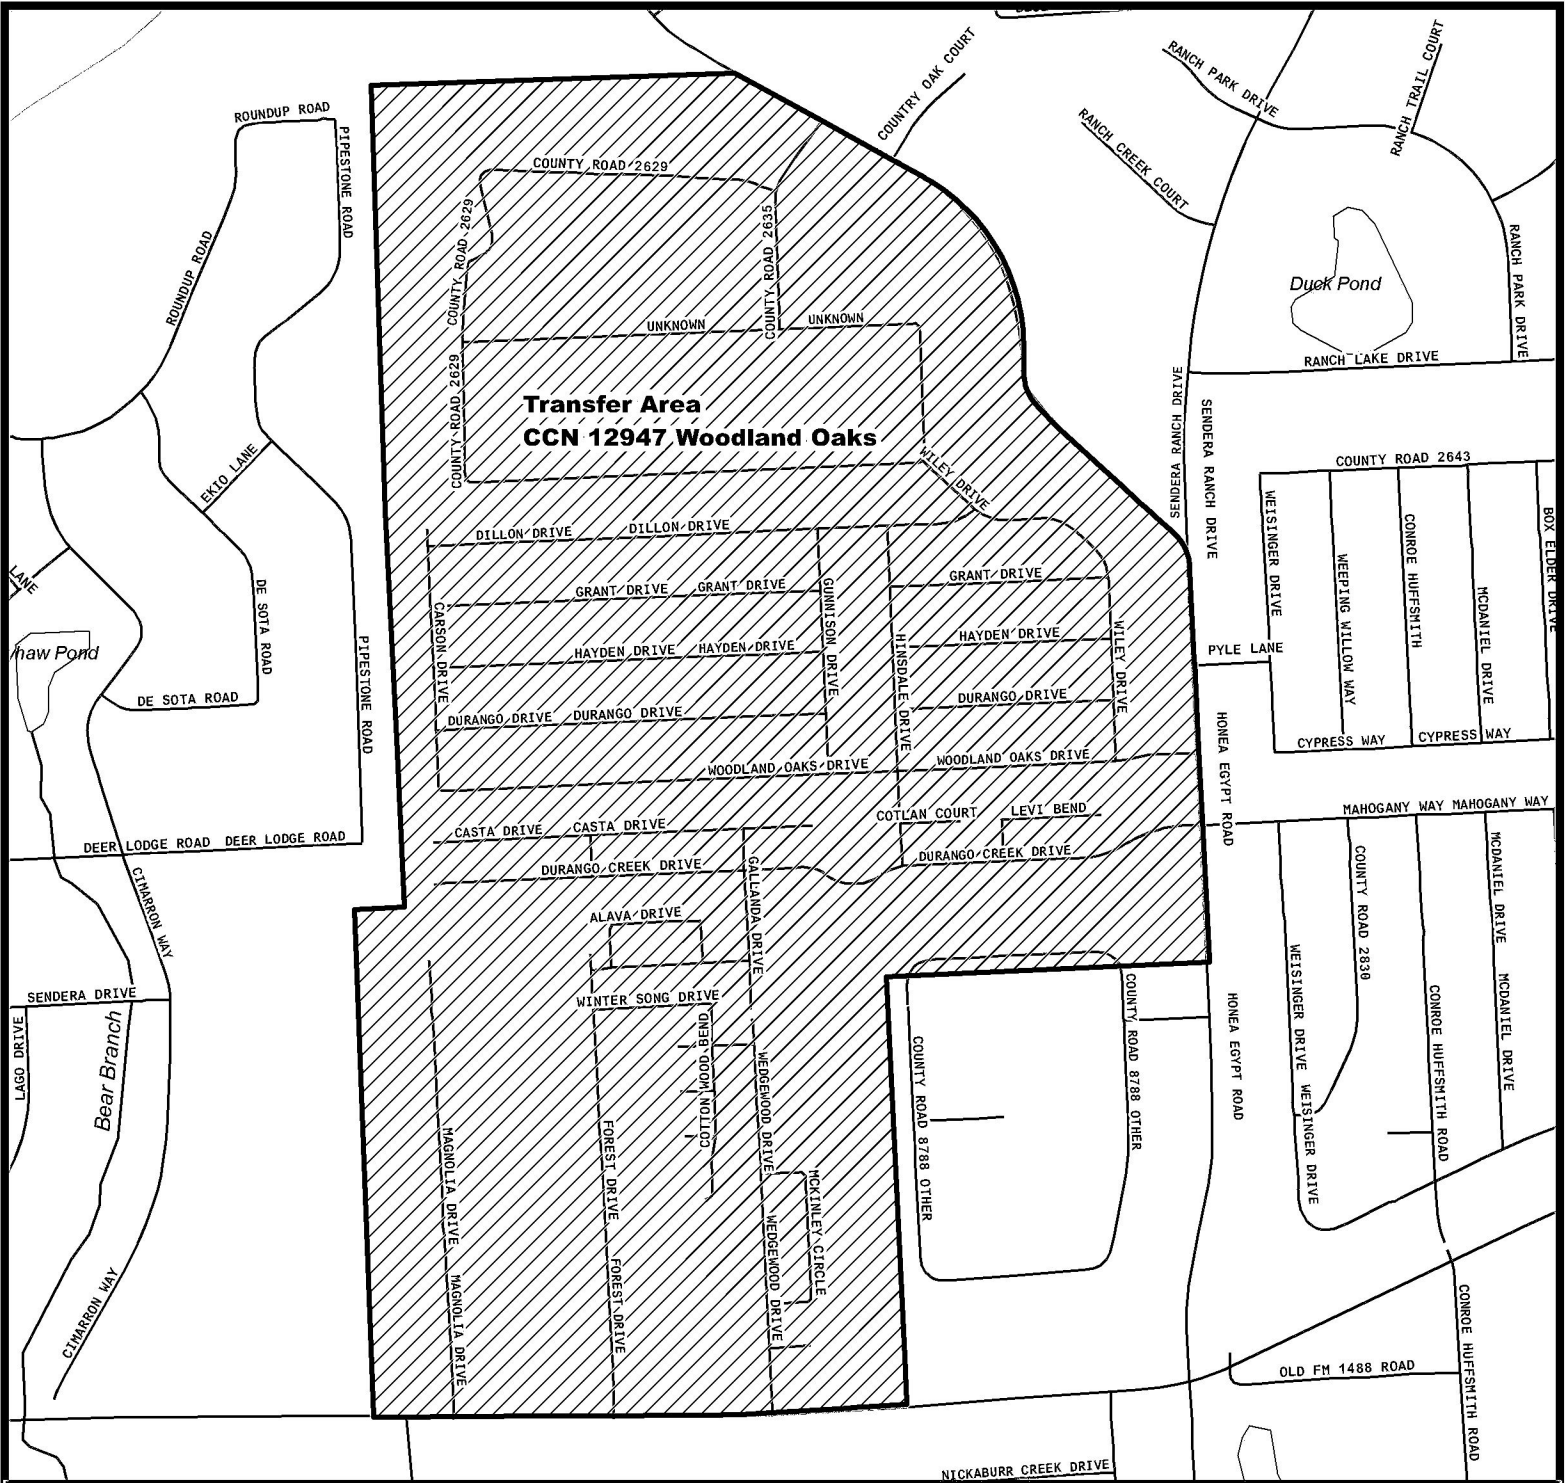 COUNTRY OAK COURT
RANCH PARK DRIVE
RANCH TRAIL COURT
ROUNDUP ROAD
PIPESTONE ROAD
RANCH CREEK COURT
COUNTY ROAD 2629
COUNTY ROAD 2629
COUNTY ROAD 2635
ROUNDUP ROAD
RANCH PARK DRIVE
Duck Pond
UNKNOWN
UNKNOWN
RANCH LAKE DRIVE
COUNTY ROAD 2629
Transfer Area
CCN 12947 Woodland Oaks
SENDERA RANCH DRIVE
SENDERA RANCH DRIVE
EKIO LANE
WILEY DRIVE
COUNTY ROAD 2643
DILLON DRIVE
DILLON DRIVE
WEISINGER DRIVE
WEEPING WILLOW WAY
CONROE HUFFSMITH
MCDANIEL DRIVE
BOX ELDER DRIVE
LANE
DE SOTA ROAD
GRANT DRIVE
GRANT DRIVE
GRANT DRIVE
CARSON DRIVE
GUNNISON DRIVE
HINSDALE DRIVE
WILEY DRIVE
haw Pond
PIPESTONE ROAD
HAYDEN DRIVE
HAYDEN DRIVE
HAYDEN DRIVE
PYLE LANE
DE SOTA ROAD
DURANGO DRIVE
DURANGO DRIVE
DURANGO DRIVE
HONEA EGYPT ROAD
CYPRESS WAY
CYPRESS WAY
WOODLAND OAKS DRIVE
WOODLAND OAKS DRIVE
COTLAN COURT
LEVI BEND
MAHOGANY WAY
MAHOGANY WAY
CASTA DRIVE
CASTA DRIVE
DEER LODGE ROAD
DEER LODGE ROAD
DURANGO CREEK DRIVE
DURANGO CREEK DRIVE
CIMARRON WAY
GALLANDA DRIVE
COUNTY ROAD 2830
MCDANIEL DRIVE
ALAVA DRIVE
SENDERA DRIVE
WINTER SONG DRIVE
COTTON WOOD BEND
LAGO DRIVE
Bear Branch
WEDGEWOOD DRIVE
COUNTY ROAD 8788 OTHER
COUNTY ROAD 8788 OTHER
HONEA EGYPT ROAD
WEISINGER DRIVE
WEISINGER DRIVE
CONROE HUFFSMITH ROAD
MCDANIEL DRIVE
MAGNOLIA DRIVE
FOREST DRIVE
MCKINLEY CIRCLE
WEDGEWOOD DRIVE
CIMARRON WAY
MAGNOLIA DRIVE
FOREST DRIVE
CONROE HUFFSMITH ROAD
OLD FM 1488 ROAD
NICKABURR CREEK DRIVE